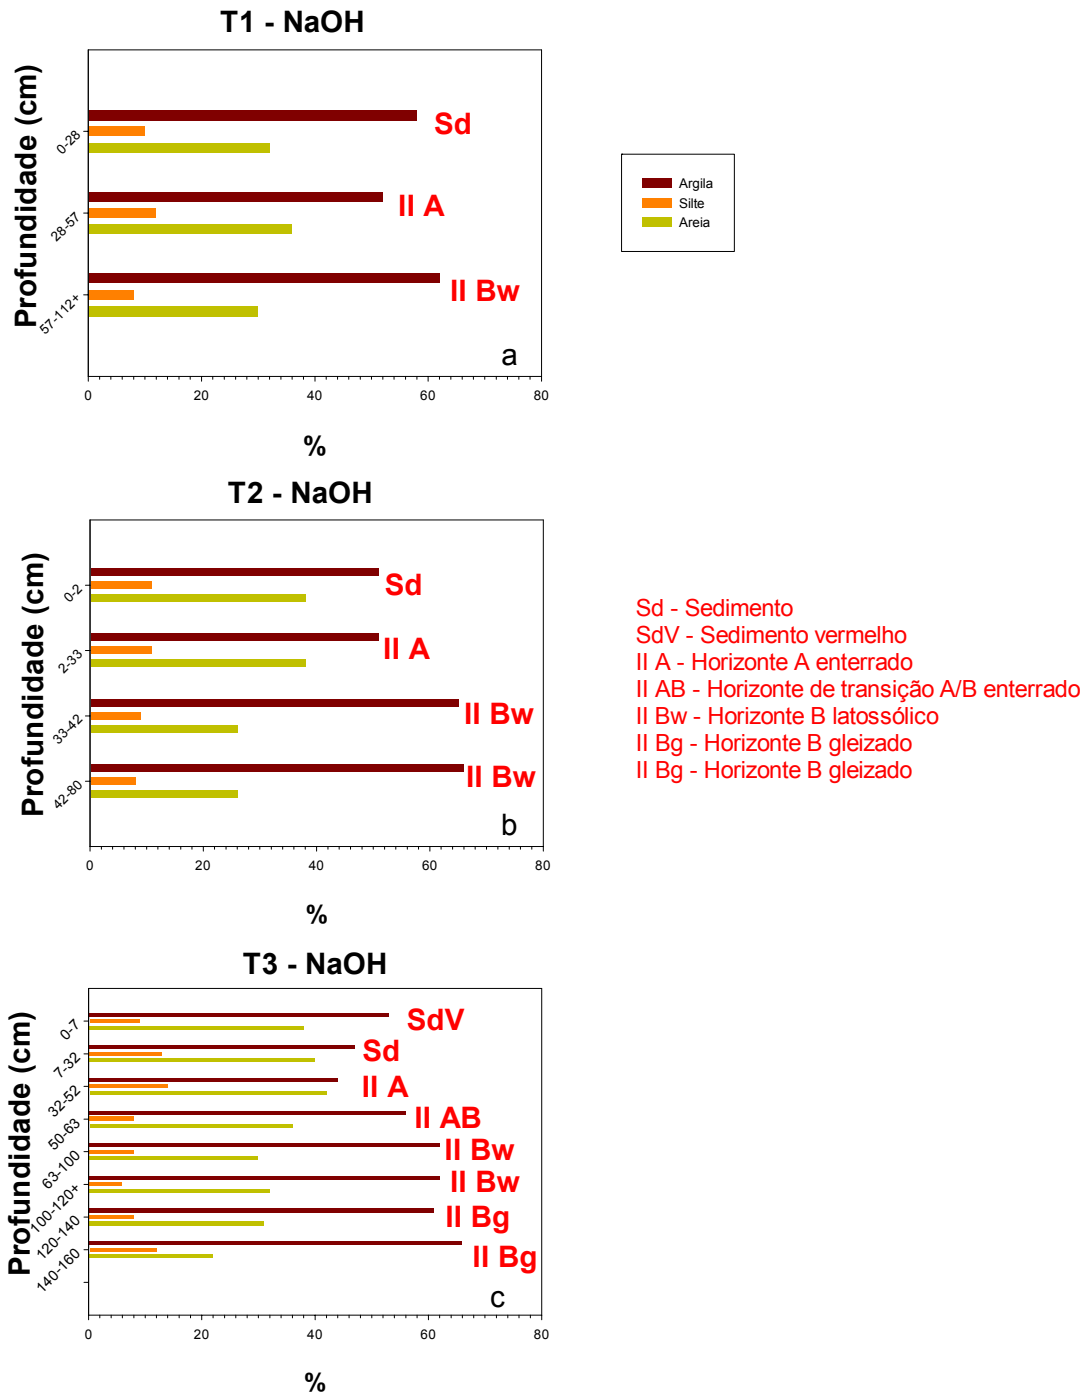 T1 - NaOH
Profundidade (cm)
0-28
28-57
57-112+
Sd
II A
II Bw
a
0 20 40 60 80
%
Argila
Silte
Areia
T2 - NaOH
Profundidade (cm)
0-2
2-33
33-42
42-80
Sd
II A
II Bw
II Bw
b
0 20 40 60 80
%
Sd - Sedimento
SdV - Sedimento vermelho
II A - Horizonte A enterrado
II AB - Horizonte de transição A/B enterrado
II Bw - Horizonte B latossólico
II Bg - Horizonte B gleizado
II Bg - Horizonte B gleizado
T3 - NaOH
Profundidade (cm)
0-7
7-32
32-52
50-63
63-100
100-120+
120-140
140-160
SdV
Sd
II A
II AB
II Bw
II Bw
II Bg
II Bg
c
0 20 40 60 80
%